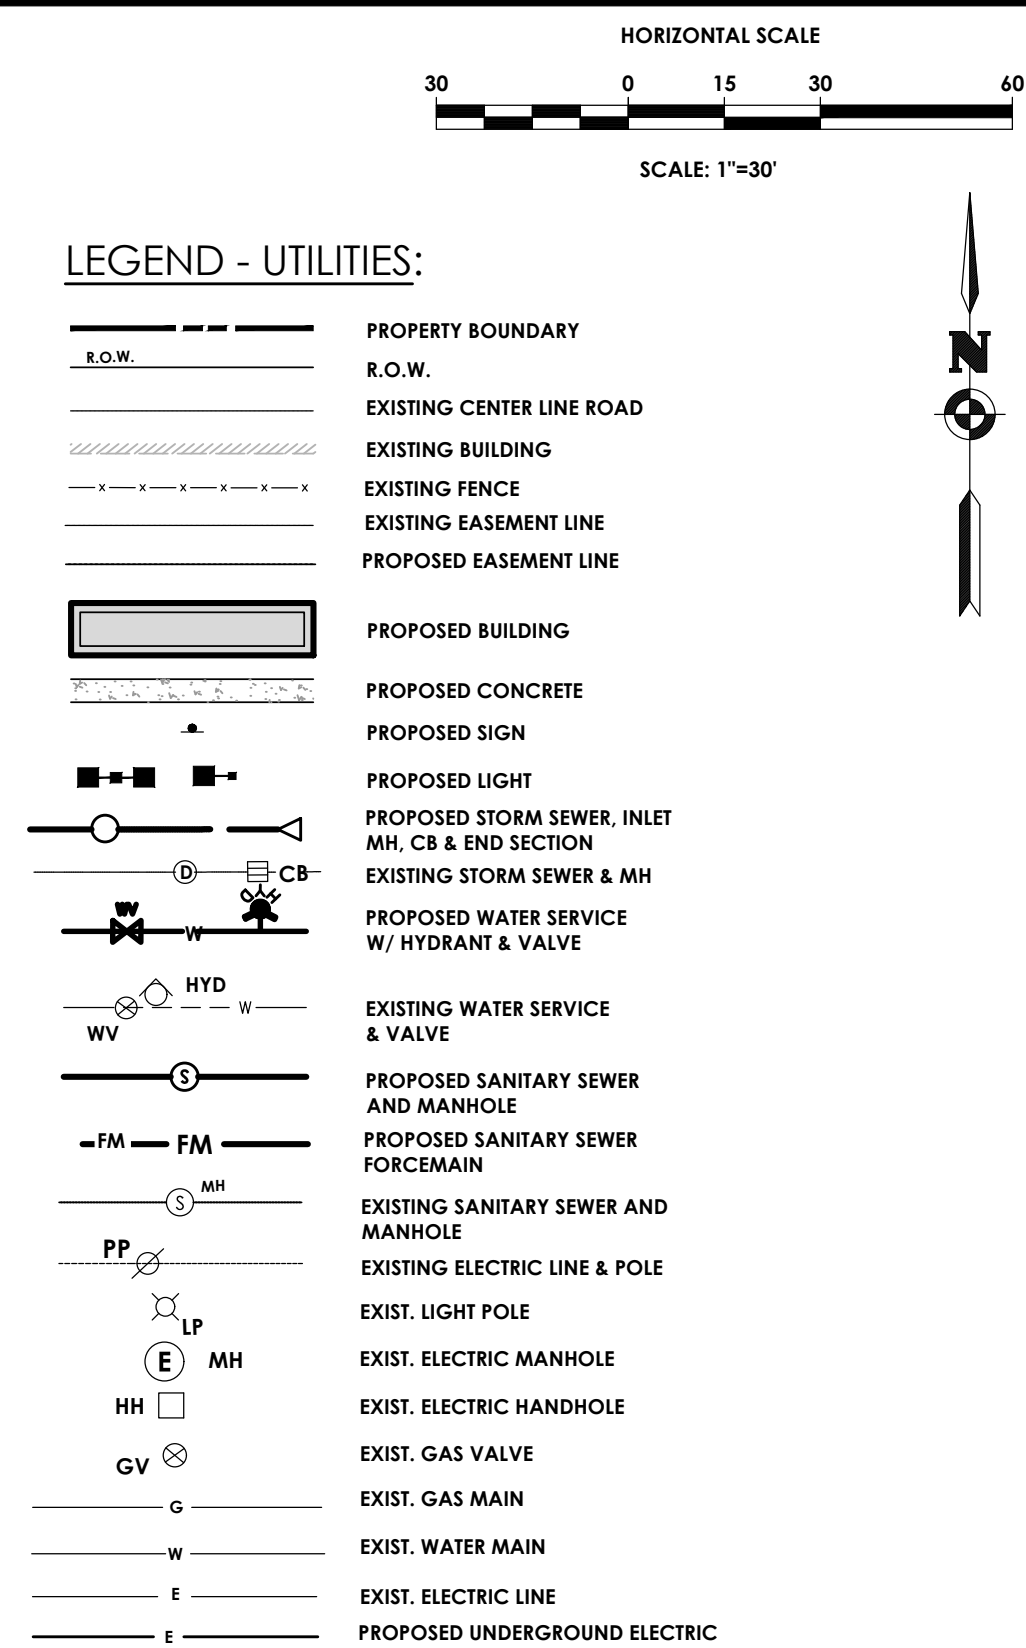 HORIZONTAL SCALE
30 0 15 30 60
SCALE: 1"=30'
LEGEND - UTILITIES:
N
PROPERTY BOUNDARY
R.O.W.
R.O.W.
EXISTING CENTER LINE ROAD
EXISTING BUILDING
x x x x x x
EXISTING FENCE
EXISTING EASEMENT LINE
PROPOSED EASEMENT LINE
PROPOSED BUILDING
PROPOSED CONCRETE
PROPOSED SIGN
PROPOSED LIGHT
PROPOSED STORM SEWER, INLET
MH, CB & END SECTION
D CB
EXISTING STORM SEWER & MH
WV HYD
W
PROPOSED WATER SERVICE
W/ HYDRANT & VALVE
HYD
W
WV
EXISTING WATER SERVICE
& VALVE
S
PROPOSED SANITARY SEWER
AND MANHOLE
FM FM
PROPOSED SANITARY SEWER
FORCEMAIN
S MH
EXISTING SANITARY SEWER AND
MANHOLE
PP
EXISTING ELECTRIC LINE & POLE
LP
EXIST. LIGHT POLE
E MH
EXIST. ELECTRIC MANHOLE
HH
EXIST. ELECTRIC HANDHOLE
GV
EXIST. GAS VALVE
G
EXIST. GAS MAIN
W
EXIST. WATER MAIN
E
EXIST. ELECTRIC LINE
E
PROPOSED UNDERGROUND ELECTRIC